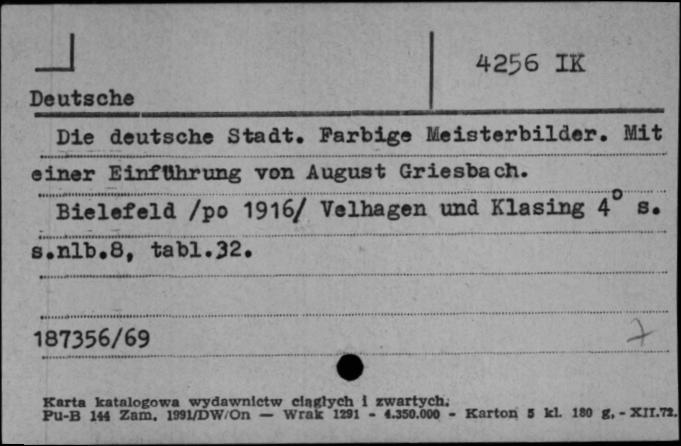 4256 IK
Deutsche
Die deutsche Stadt. Farbige Meisterbilder. Mit
einer Einführung von August Griesbach.
Bielefeld /po 1916/ Velhagen und Klasing 4° s.
s.nlb.8, tabl.32.
187356/69
7
Karta katalogowa wydawnictw ciągłych i zwartych.
Pu-B 144 Zam. 1991/DW/On — Wrak 1291 - 4.350.000 - Karton 5 kl. 180 g. - XII.72.